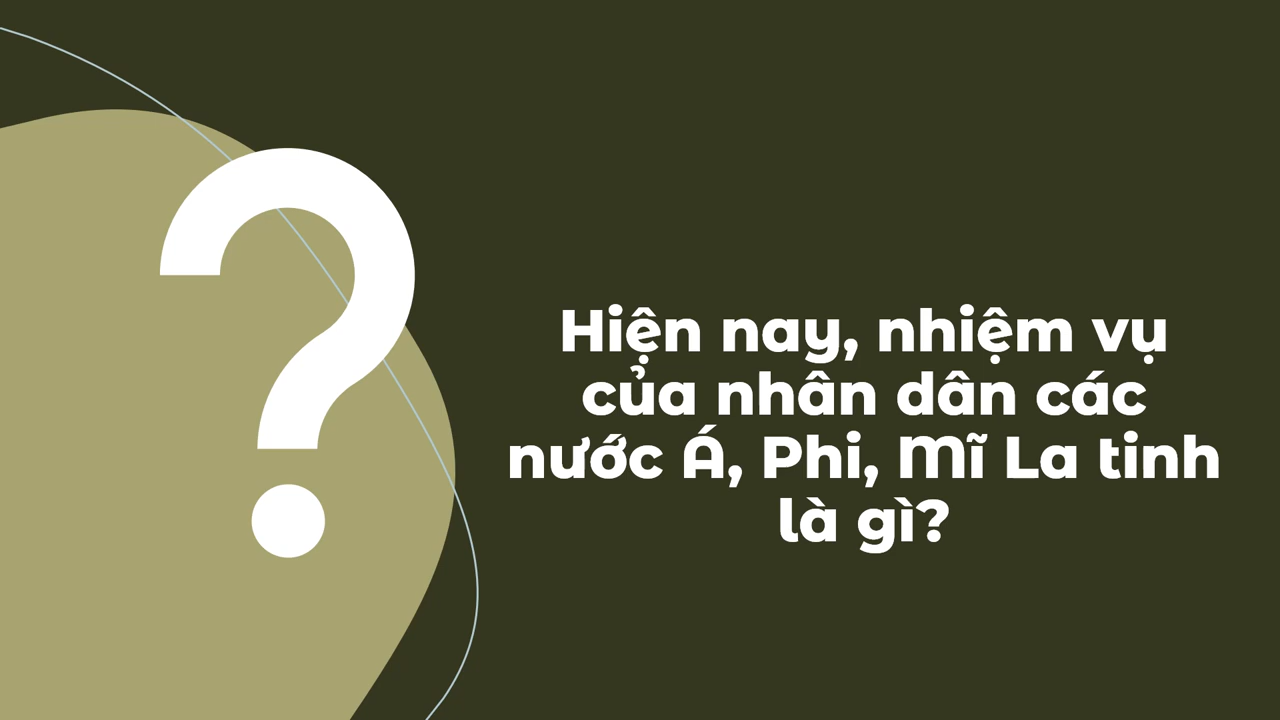 Hiện nay, nhiệm vụ
của nhân dân các
nước Á, Phi, Mĩ La tinh
là gì?